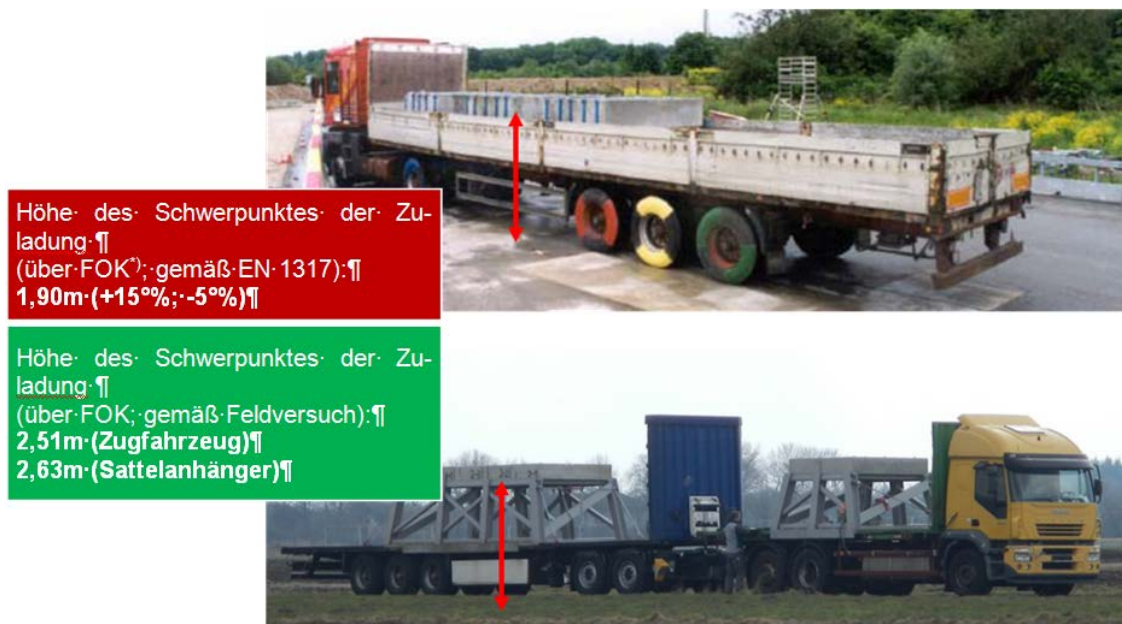 Höhe· des· Schwerpunktes· der· Zu-
ladung·¶
(über·FOK*);·gemäß·EN·1317):¶
1,90m·(+15°%;·-5°%)¶
Höhe· des· Schwerpunktes· der· Zu-
ladung·¶
(über·FOK;·gemäß·Feldversuch):¶
2,51m·(Zugfahrzeug)¶
2,63m·(Sattelanhänger)¶